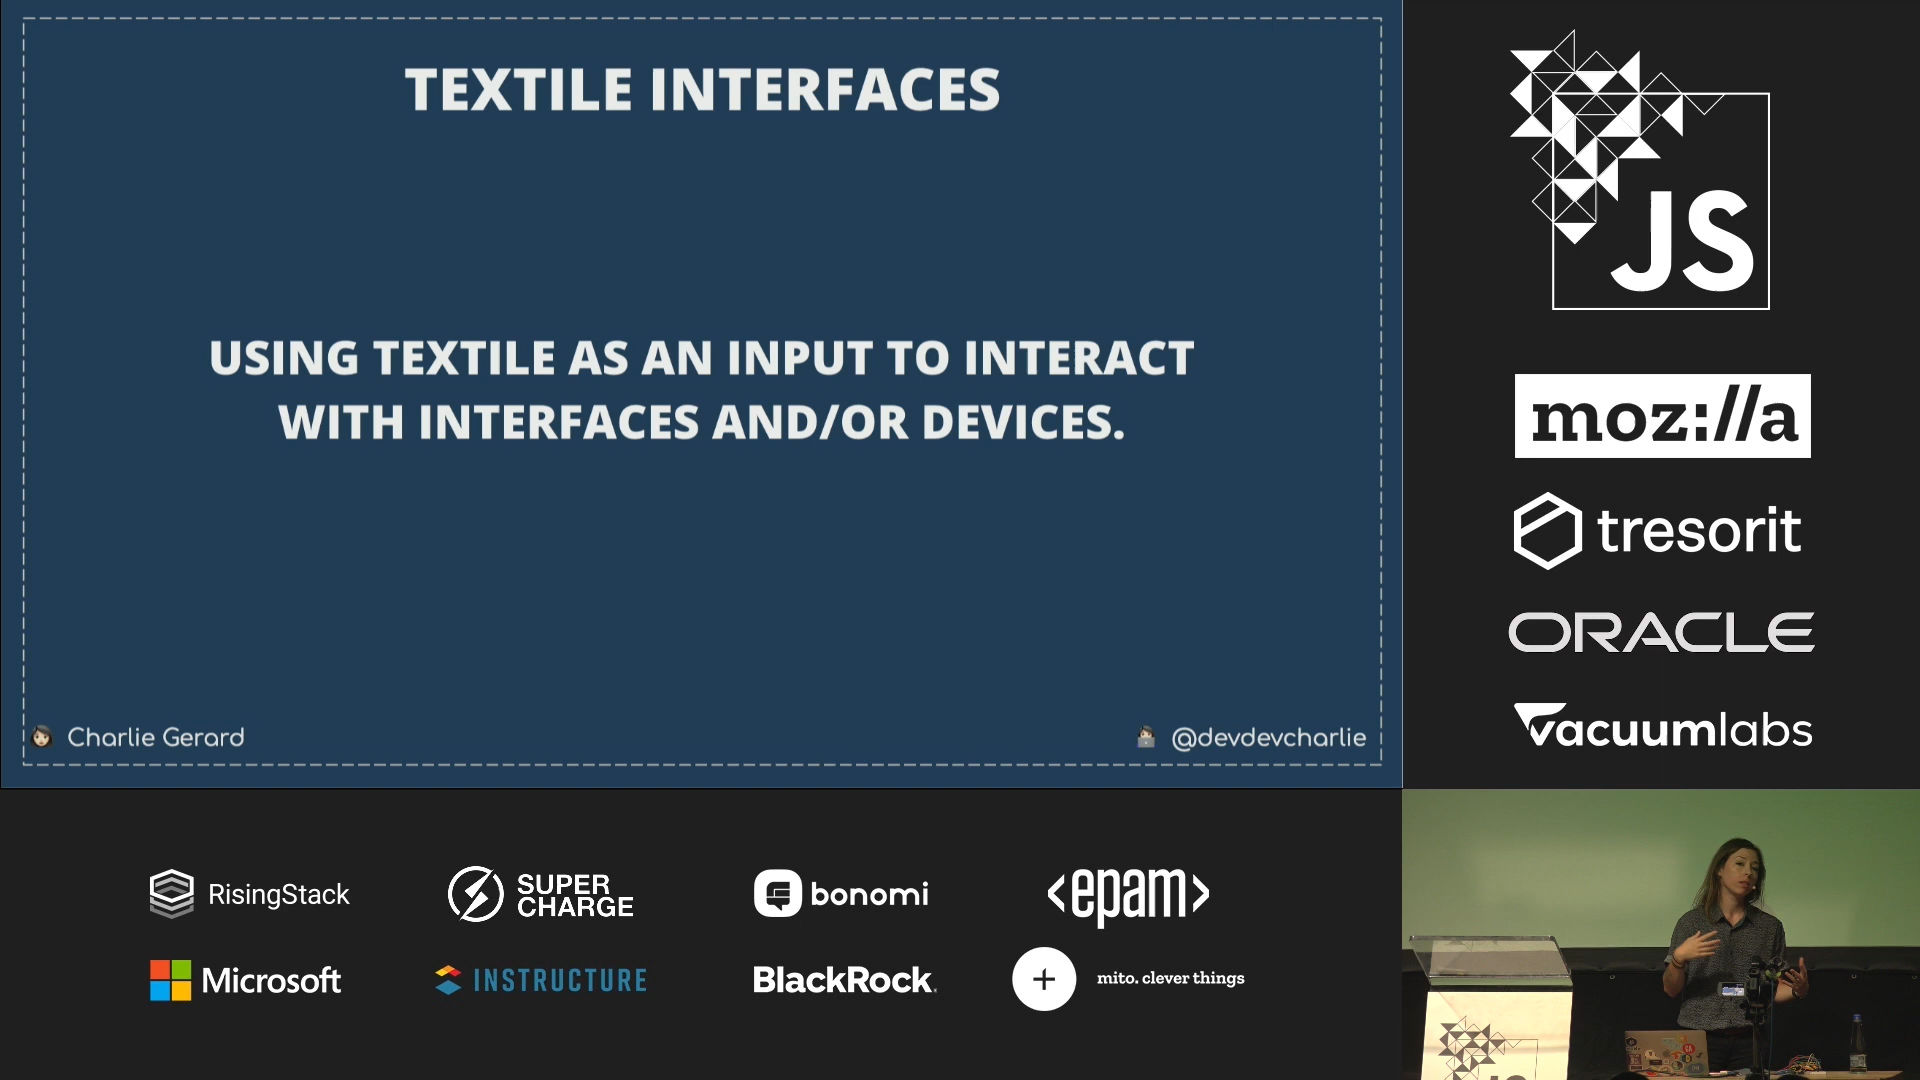 TEXTILE INTERFACES
USING TEXTILE AS AN INPUT TO INTERACT
WITH INTERFACES AND/OR DEVICES.
Charlie Gerard
@devdevcharlie
JS
moz://a
tresorit
ORACLE
vacuumlabs
RisingStack
SUPER
CHARGE
bonomi
<epam>
Microsoft
INSTRUCTURE
BlackRock.
+
mito. clever things
JS